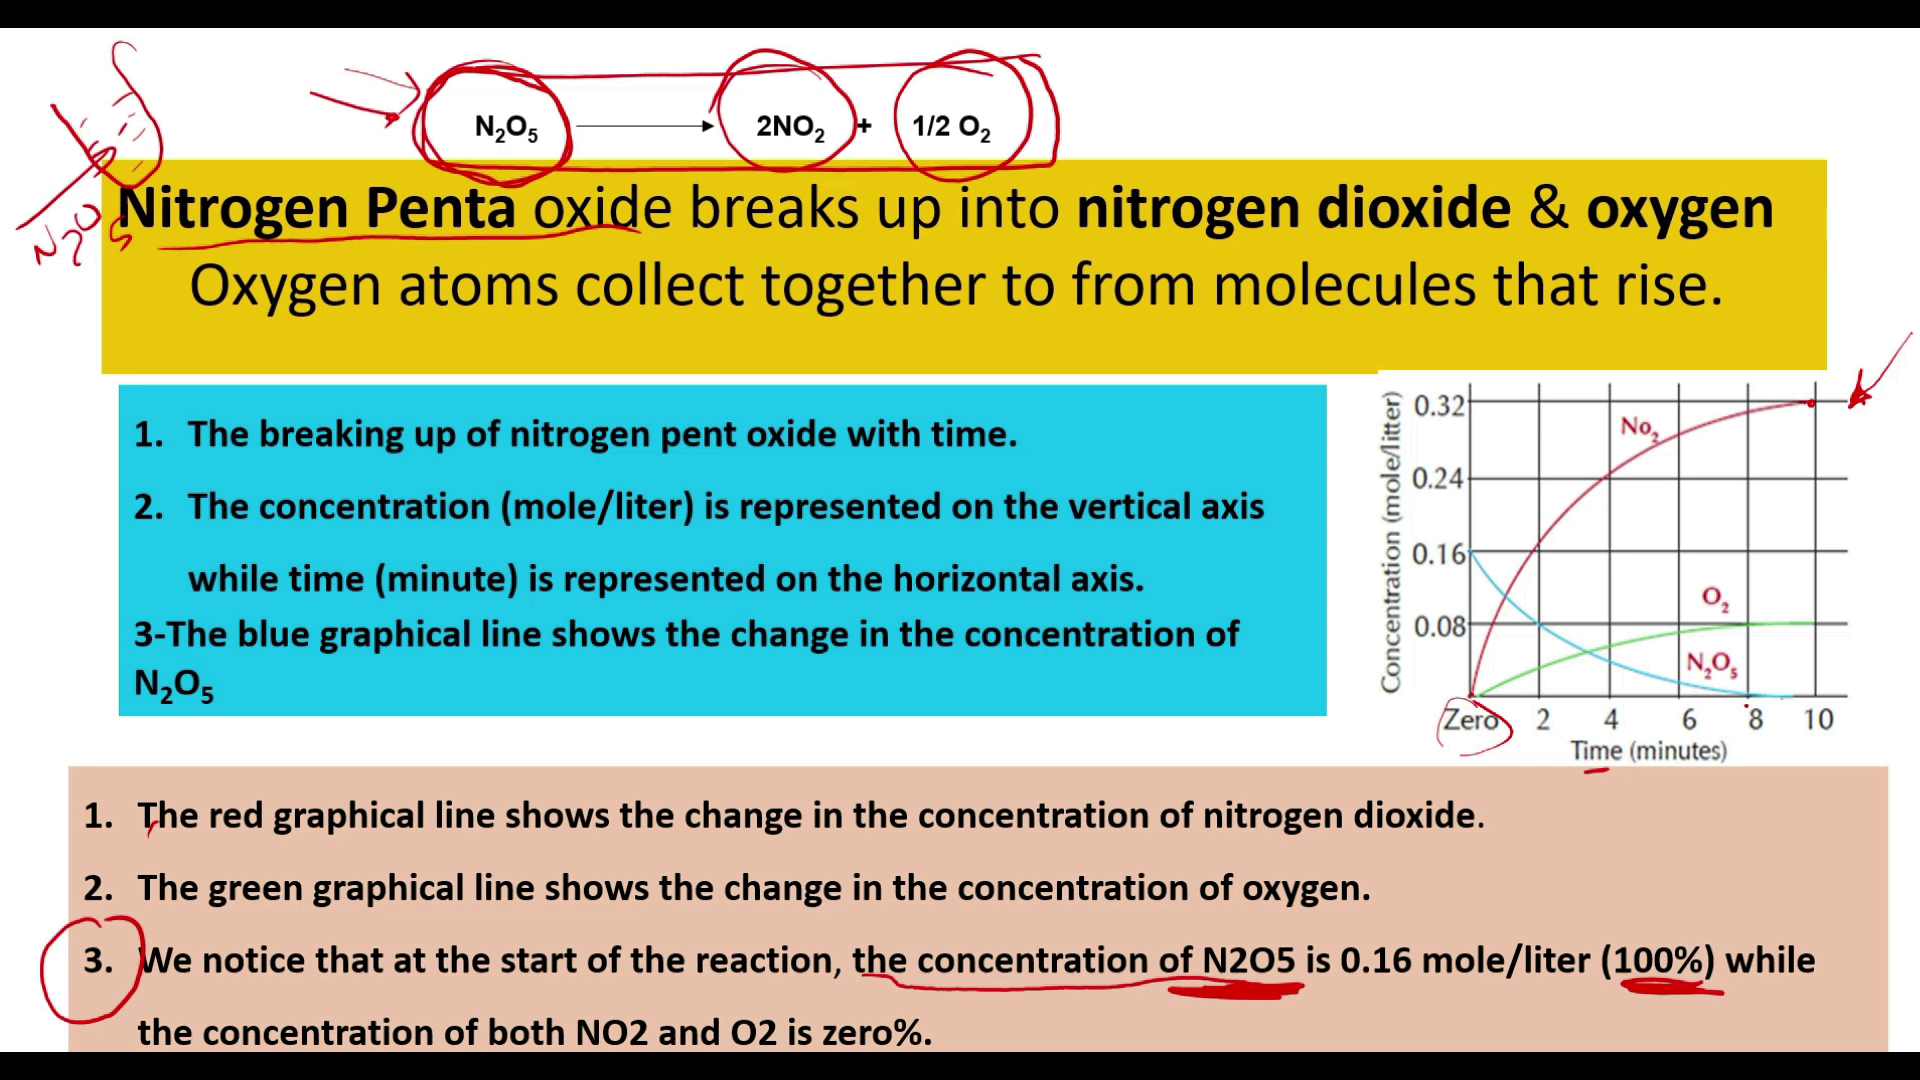 N₂O₅ → 2NO₂ + 1/2 O₂
N2O5
Nitrogen Penta oxide breaks up into nitrogen dioxide & oxygen
Oxygen atoms collect together to from molecules that rise.
1. The breaking up of nitrogen pent oxide with time.
2. The concentration (mole/liter) is represented on the vertical axis
while time (minute) is represented on the horizontal axis.
3-The blue graphical line shows the change in the concentration of
N₂O₅
Concentration (mole/litter)
0.32
0.24
0.16
0.08
No₂
O₂
N₂O₅
Zero 2 4 6 8 10
Time (minutes)
1. The red graphical line shows the change in the concentration of nitrogen dioxide.
2. The green graphical line shows the change in the concentration of oxygen.
3. We notice that at the start of the reaction, the concentration of N2O5 is 0.16 mole/liter (100%) while
the concentration of both NO2 and O2 is zero%.